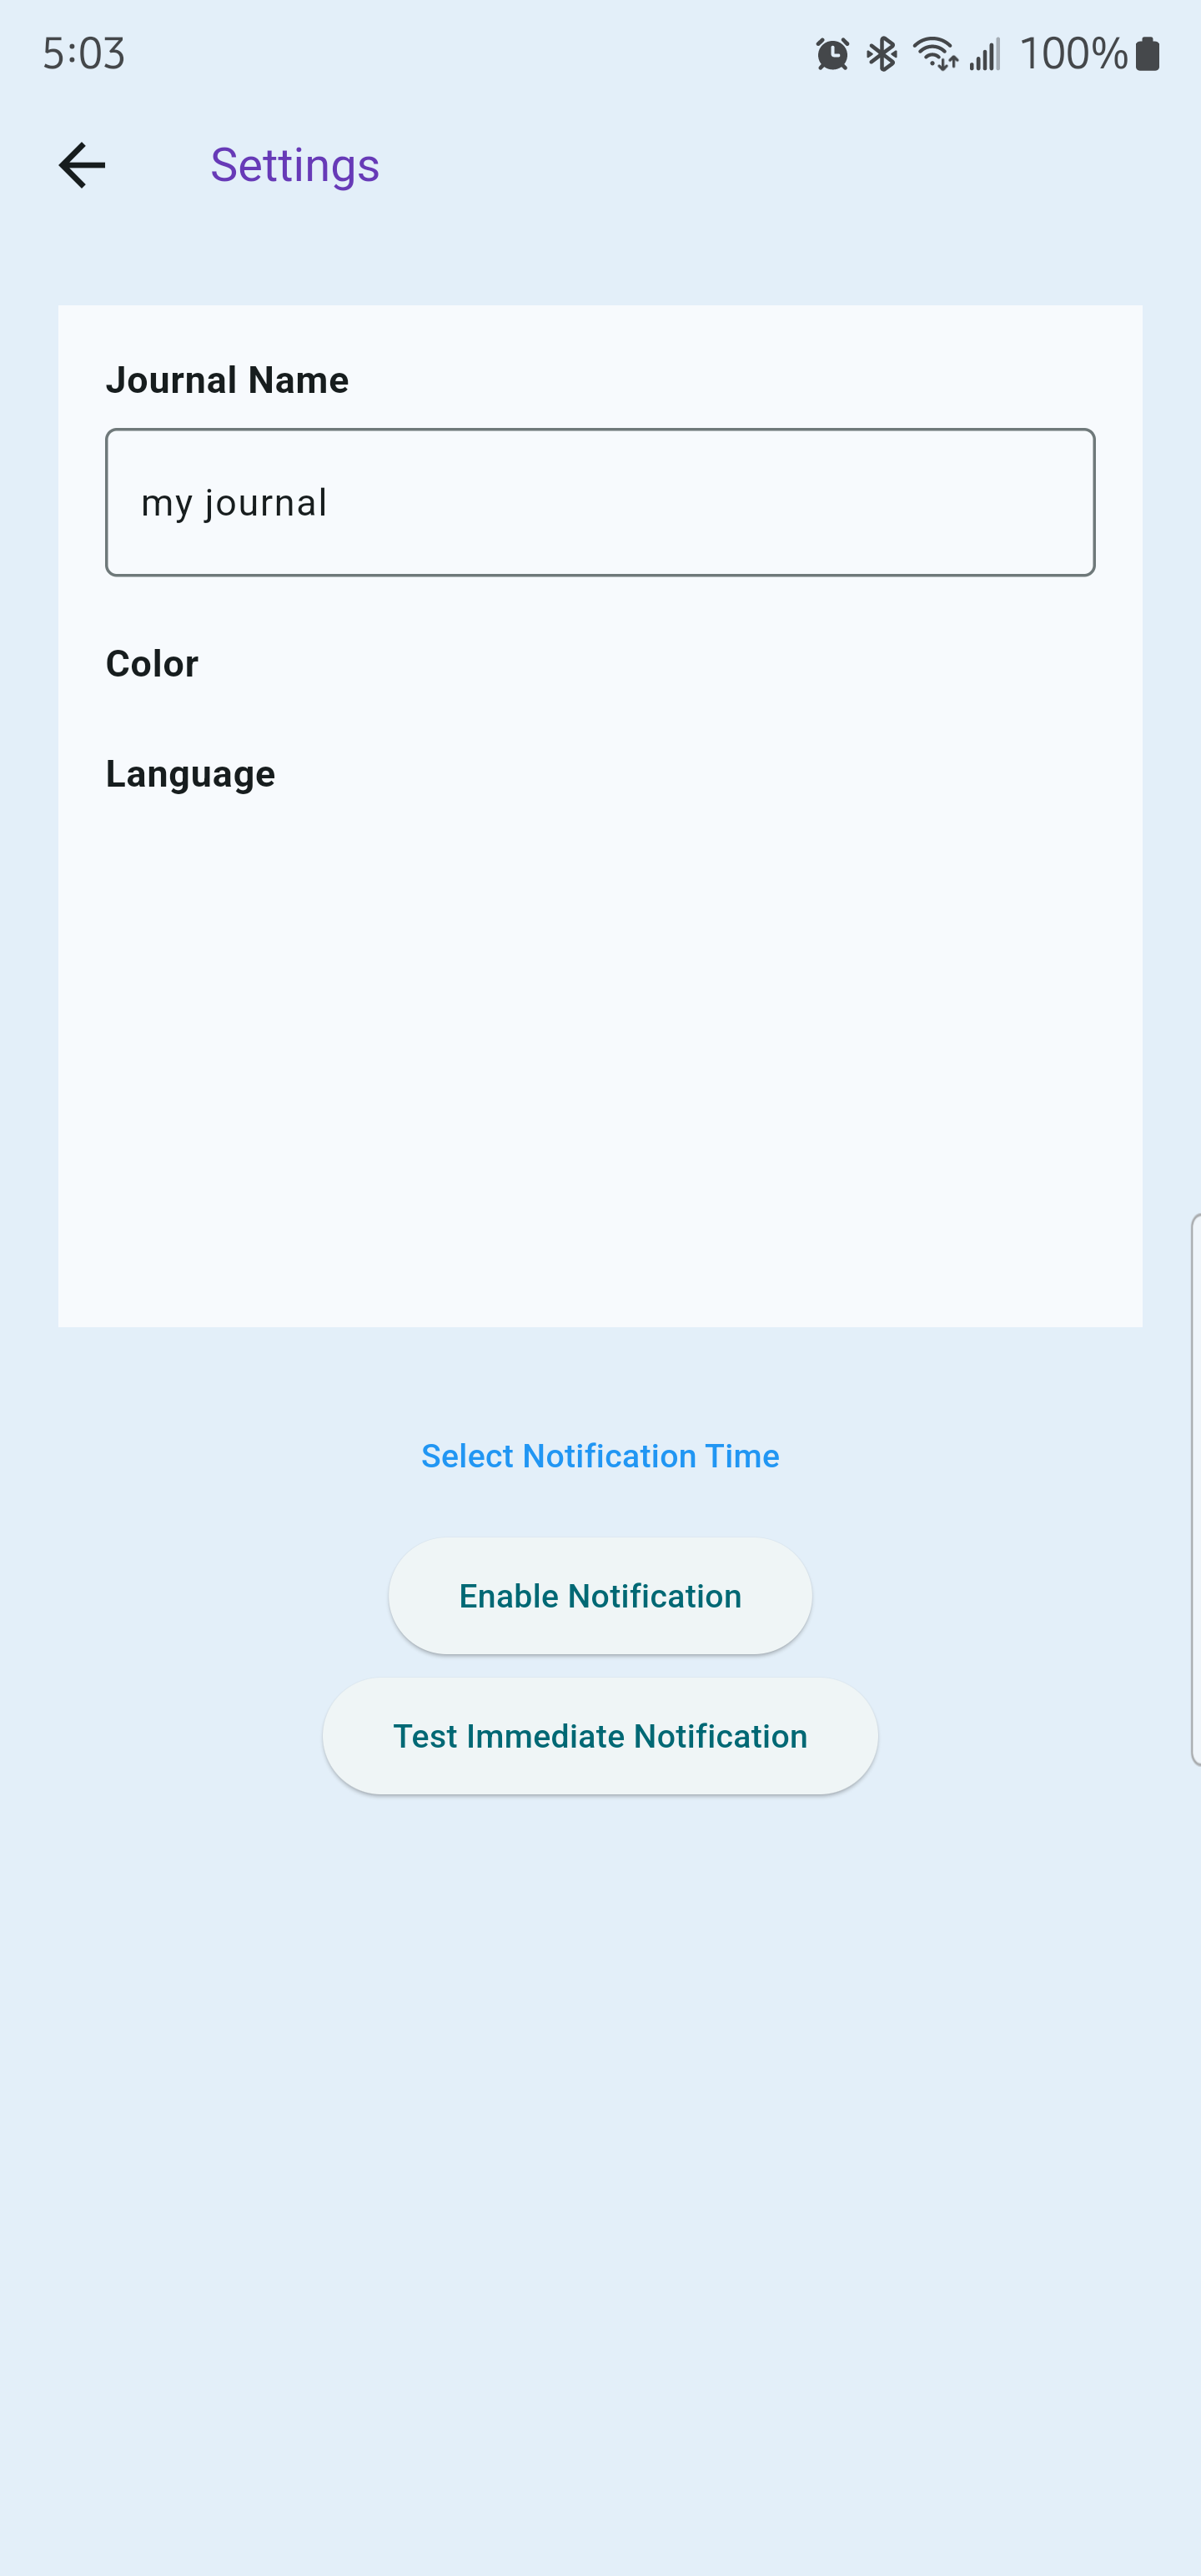 5:03
100%
Settings
Journal Name
my journal
Color
Language
Select Notification Time
Enable Notification
Test Immediate Notification